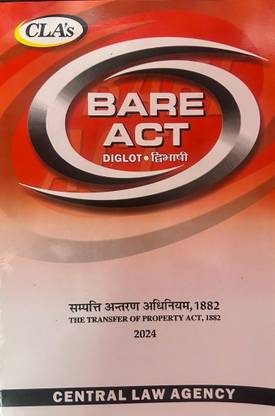 CLA's
BARE
ACT
DIGLOT • द्विभाषी
सम्पत्ति अन्तरण अधिनियम, 1882
THE TRANSFER OF PROPERTY ACT, 1882
2024
CENTRAL LAW AGENCY